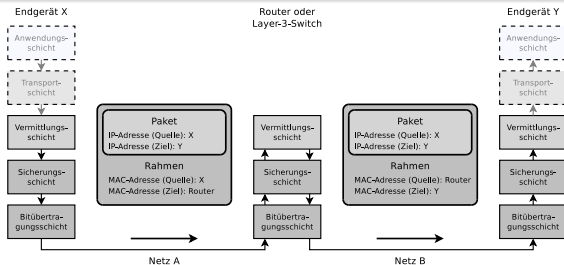 Endgerät X
Router oder
Layer-3-Switch
Endgerät Y
Anwendungs-
schicht
Transport-
schicht
Vermittlungs-
schicht
Sicherungs-
schicht
Bitübertra-
gungsschicht
Paket
IP-Adresse (Quelle): X
IP-Adresse (Ziel): Y
Rahmen
MAC-Adresse (Quelle): X
MAC-Adresse (Ziel): Router
Vermittlungs-
schicht
Sicherungs-
schicht
Bitübertra-
gungsschicht
Paket
IP-Adresse (Quelle): X
IP-Adresse (Ziel): Y
Rahmen
MAC-Adresse (Quelle): Router
MAC-Adresse (Ziel): Y
Anwendungs-
schicht
Transport-
schicht
Vermittlungs-
schicht
Sicherungs-
schicht
Bitübertra-
gungsschicht
Netz A
Netz B